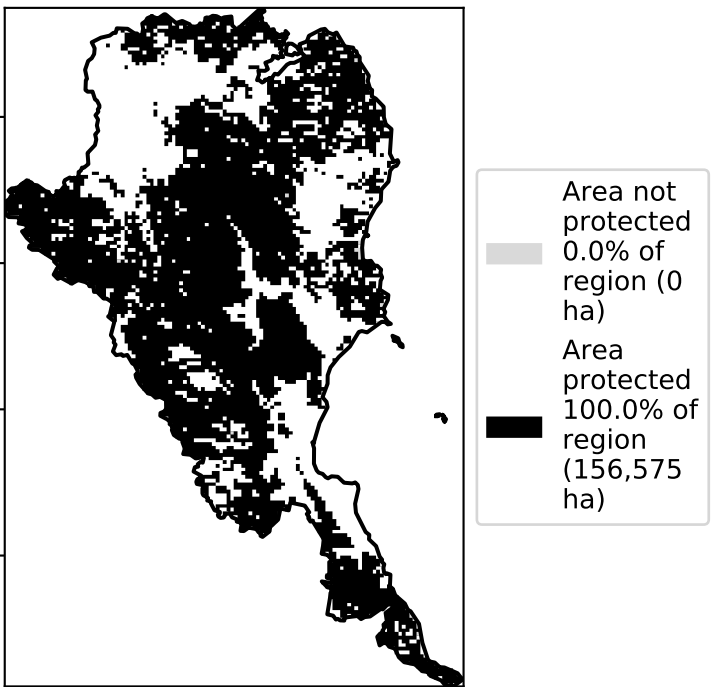 Area not
protected
0.0% of
region (0
ha)
Area
protected
100.0% of
region
(156,575
ha)